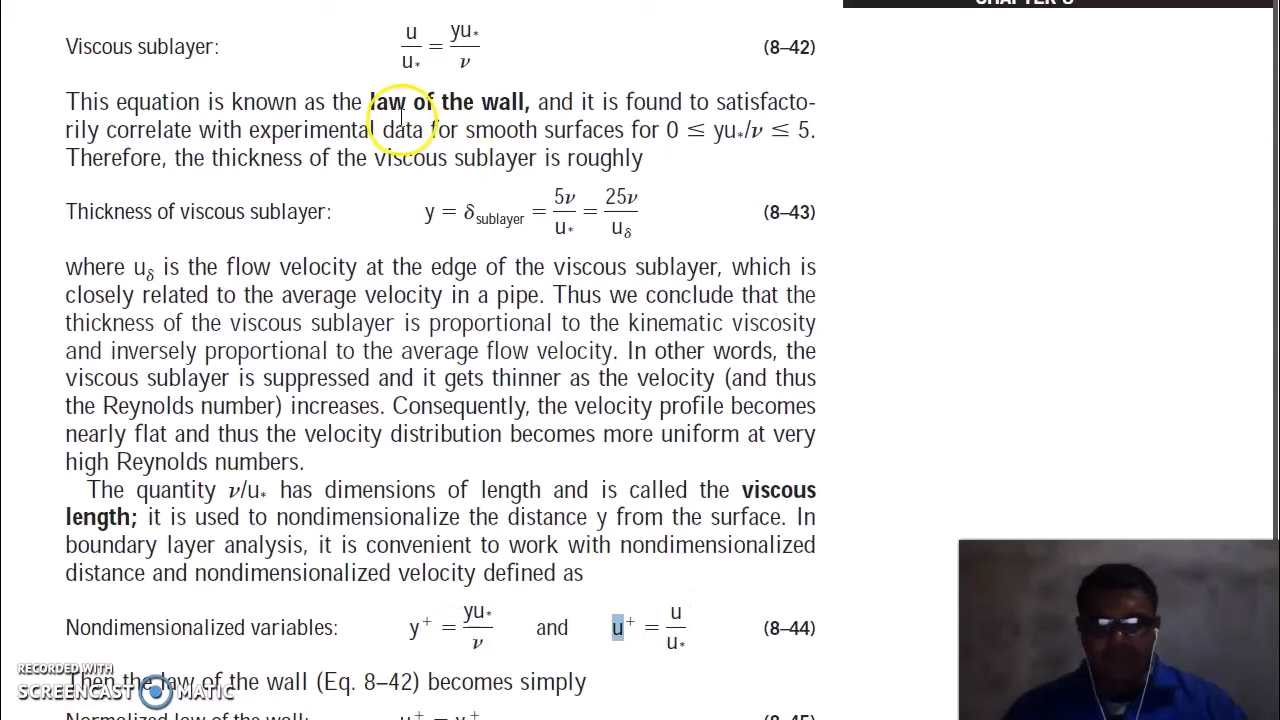 CHAPTER 8
Viscous sublayer: u/u* = yu*/ν (8–42)
This equation is known as the law of the wall, and it is found to satisfacto-
rily correlate with experimental data for smooth surfaces for 0 ≤ yu*/ν ≤ 5.
Therefore, the thickness of the viscous sublayer is roughly
Thickness of viscous sublayer: y = δsublayer = 5ν/u* = 25ν/uδ (8–43)
where uδ is the flow velocity at the edge of the viscous sublayer, which is
closely related to the average velocity in a pipe. Thus we conclude that the
thickness of the viscous sublayer is proportional to the kinematic viscosity
and inversely proportional to the average flow velocity. In other words, the
viscous sublayer is suppressed and it gets thinner as the velocity (and thus
the Reynolds number) increases. Consequently, the velocity profile becomes
nearly flat and thus the velocity distribution becomes more uniform at very
high Reynolds numbers.
The quantity ν/u* has dimensions of length and is called the viscous
length; it is used to nondimensionalize the distance y from the surface. In
boundary layer analysis, it is convenient to work with nondimensionalized
distance and nondimensionalized velocity defined as
Nondimensionalized variables: y⁺ = yu*/ν and u⁺ = u/u* (8–44)
Then the law of the wall (Eq. 8–42) becomes simply
Normalized law of the wall: u⁺ = y⁺ (8–45)
RECORDED WITH
SCREENCAST MATIC